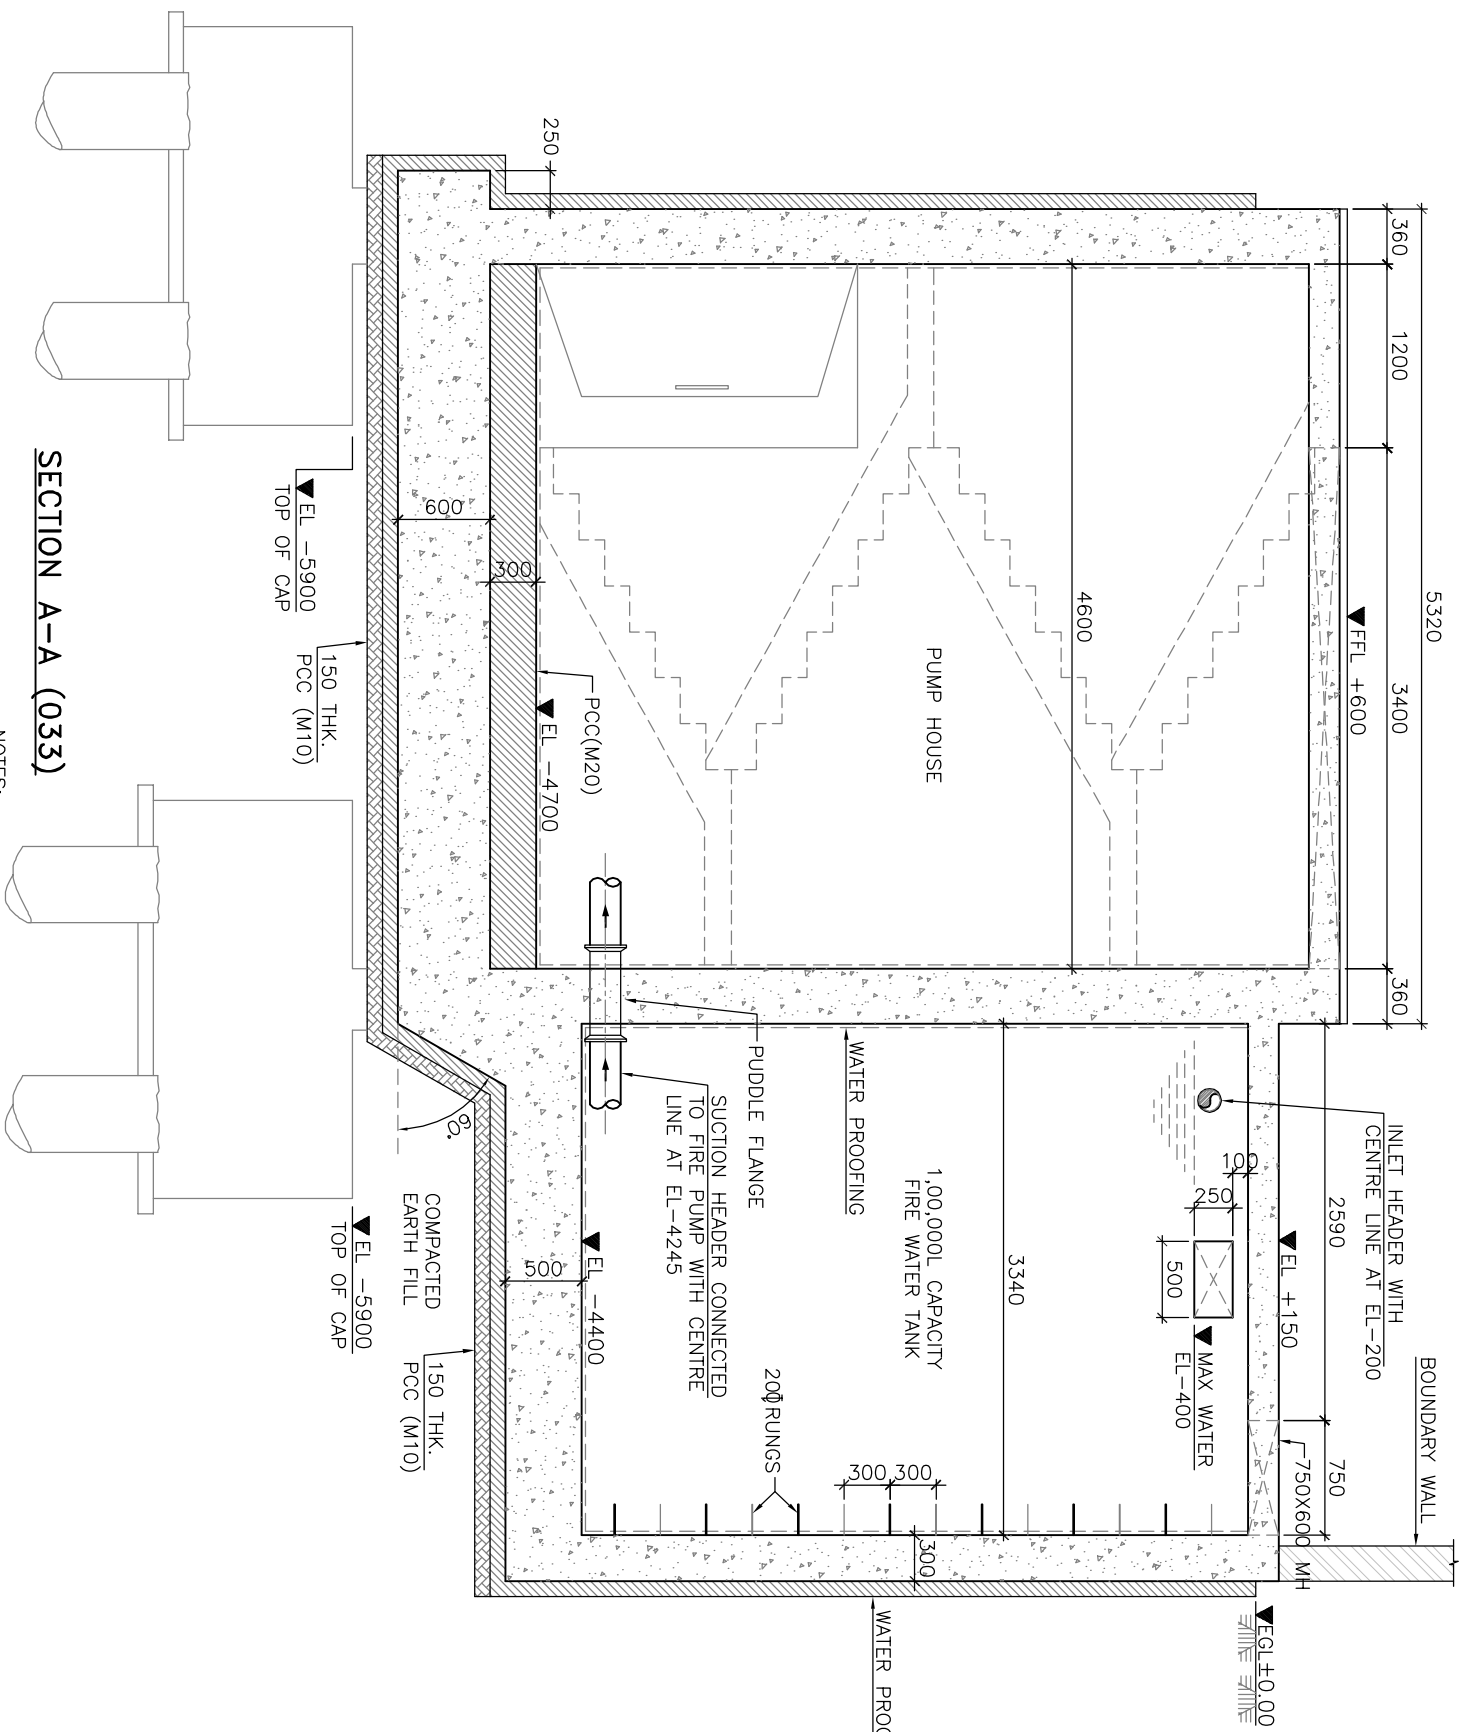 5320
360
1200
3400
360
FFL +600
INLET HEADER WITH
CENTRE LINE AT EL-200
BOUNDARY WALL
2590
750
EL +150
750X600 MH
EGL±0.00
250
4600
PUMP HOUSE
100
250
500
MAX WATER
EL-400
3340
1,00,000L CAPACITY
FIRE WATER TANK
WATER PROOFING
300
300
300
WATER
200
RUNGS
PUDDLE FLANGE
SUCTION HEADER CONNECTED
TO FIRE PUMP WITH CENTRE
LINE AT EL-4245
PCC(M20)
EL -4700
EL -4400
300
600
500
60°
COMPACTED
EARTH FILL
150 THK.
PCC (M10)
150 THK.
PCC (M10)
EL -5900
TOP OF CAP
EL -5900
TOP OF CAP
SECTION A-A (033)
NOTES: